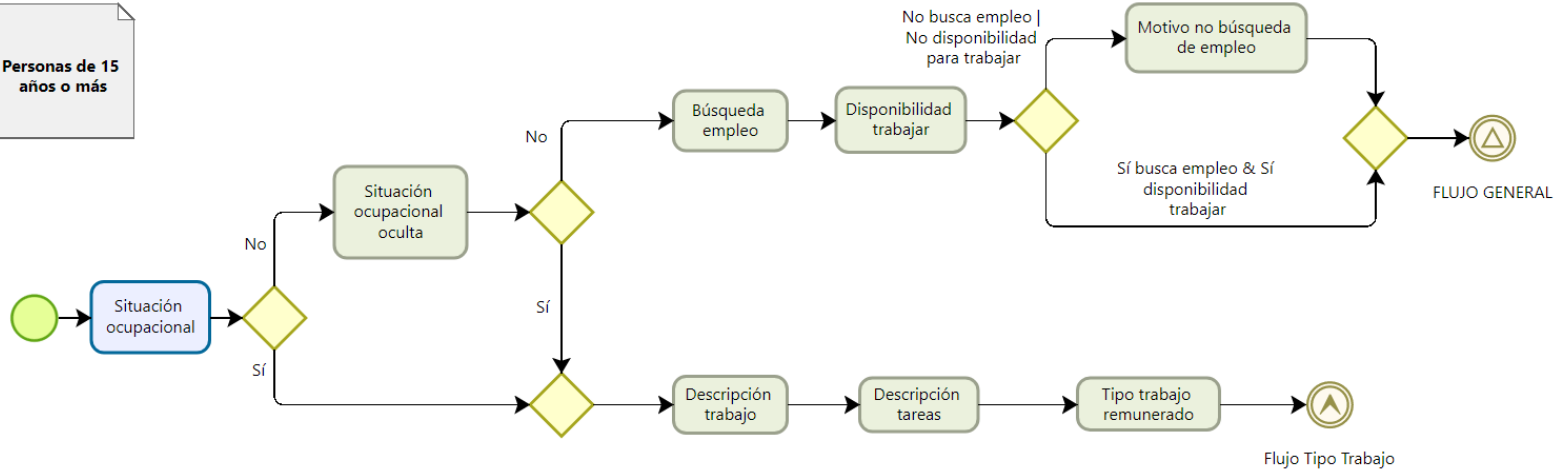 Personas de 15
años o más
Situación
ocupacional
No
Sí
Situación
ocupacional
oculta
No
Sí
Búsqueda
empleo
Disponibilidad
trabajar
No busca empleo |
No disponibilidad
para trabajar
Motivo no búsqueda
de empleo
Sí busca empleo & Sí
disponibilidad
trabajar
FLUJO GENERAL
Descripción
trabajo
Descripción
tareas
Tipo trabajo
remunerado
Flujo Tipo Trabajo